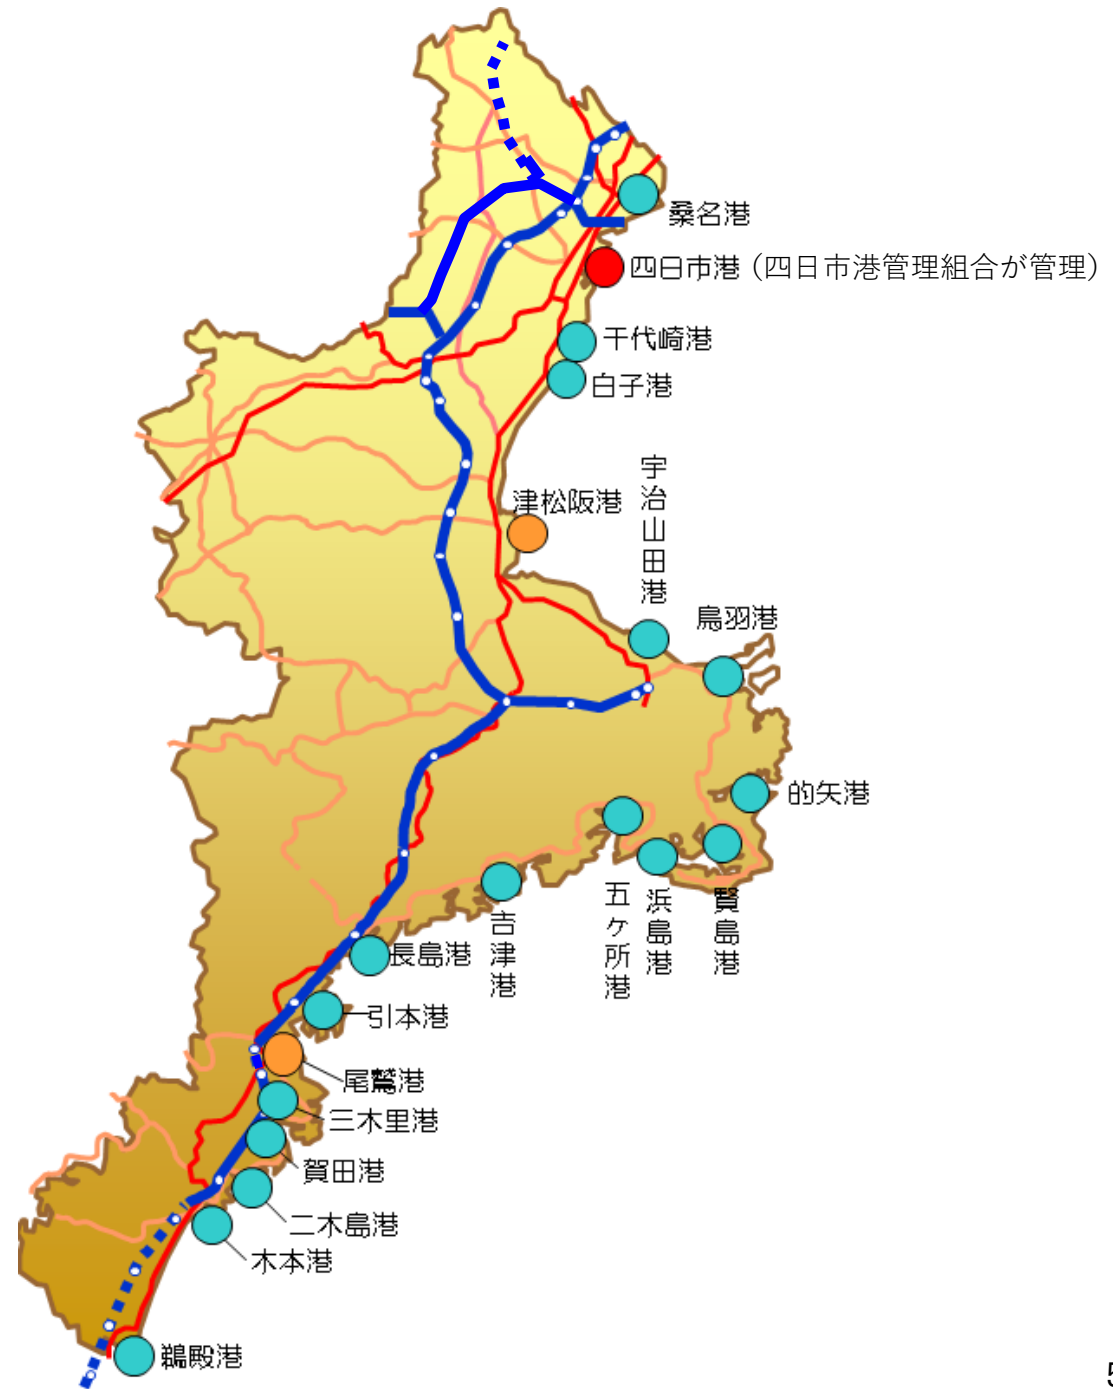 桑名港
四日市港（四日市港管理組合が管理）
千代崎港
白子港
津松阪港
宇治山田港
鳥羽港
的矢港
五ヶ所港
浜島港
賢島港
吉津港
長島港
引本港
尾鷲港
三木里港
賀田港
二木島港
木本港
鵜殿港
5